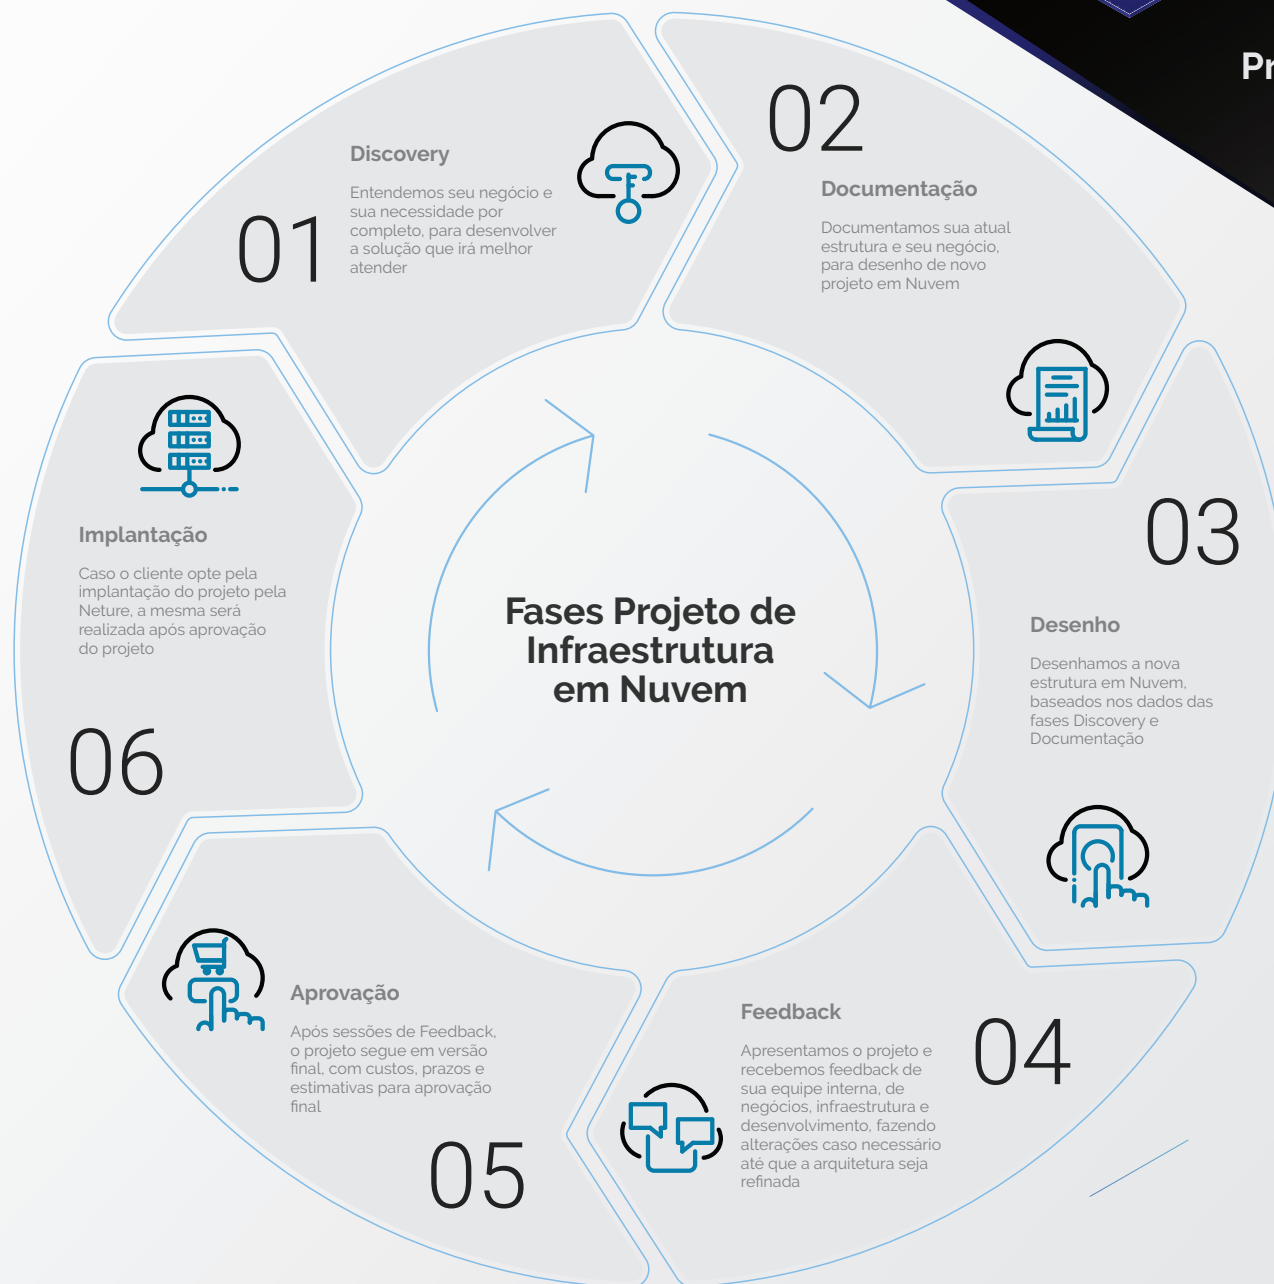 Pr
01
Discovery
Entendemos seu negócio e
sua necessidade por
completo, para desenvolver
a solução que irá melhor
atender
02
Documentação
Documentamos sua atual
estrutura e seu negócio,
para desenho de novo
projeto em Nuvem
03
Desenho
Desenhamos a nova
estrutura em Nuvem,
baseados nos dados das
fases Discovery e
Documentação
Fases Projeto de
Infraestrutura
em Nuvem
04
Feedback
Apresentamos o projeto e
recebemos feedback de
sua equipe interna, de
negócios, infraestrutura e
desenvolvimento, fazendo
alterações caso necessário
até que a arquitetura seja
refinada
05
Aprovação
Após sessões de Feedback,
o projeto segue em versão
final, com custos, prazos e
estimativas para aprovação
final
06
Implantação
Caso o cliente opte pela
implantação do projeto pela
Neture, a mesma será
realizada após aprovação
do projeto